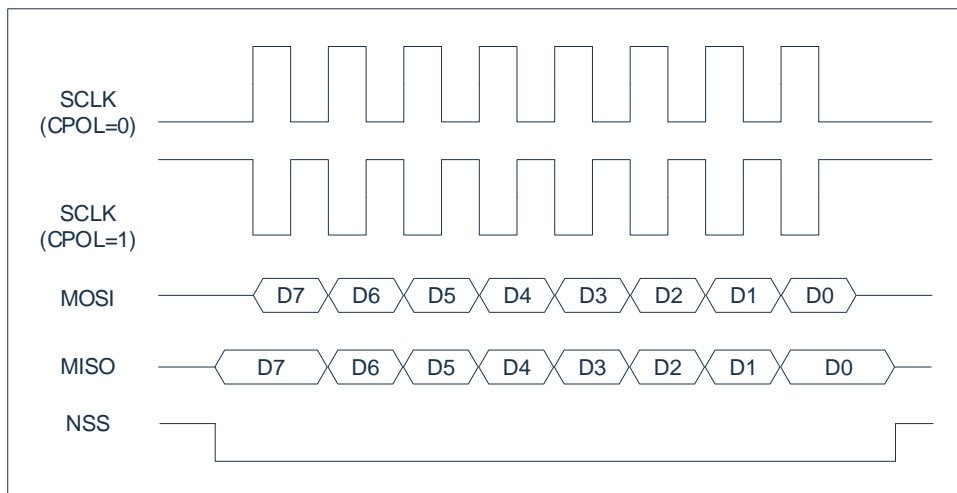 SCLK
(CPOL=0)
SCLK
(CPOL=1)
MOSI D7 D6 D5 D4 D3 D2 D1 D0
MISO D7 D6 D5 D4 D3 D2 D1 D0
NSS